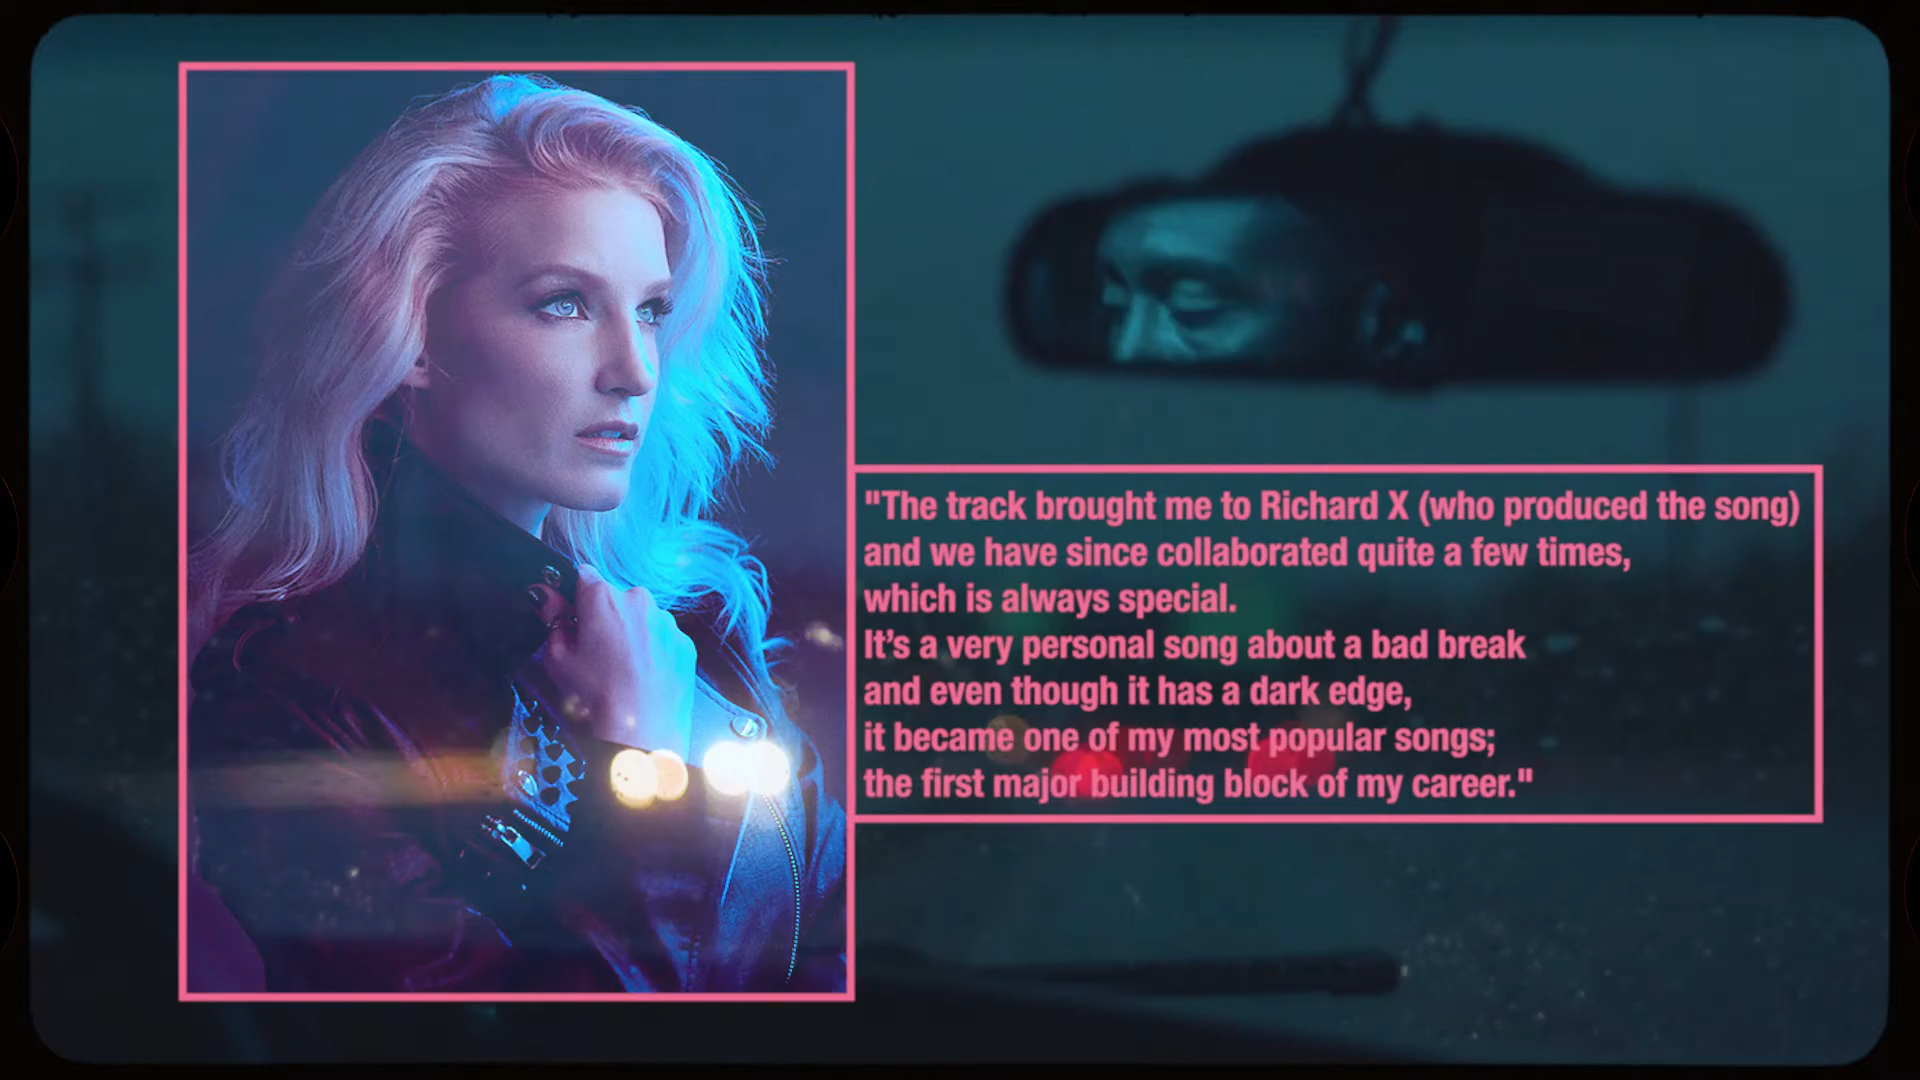 "The track brought me to Richard X (who produced the song)
and we have since collaborated quite a few times,
which is always special.
It’s a very personal song about a bad break
and even though it has a dark edge,
it became one of my most popular songs;
the first major building block of my career."